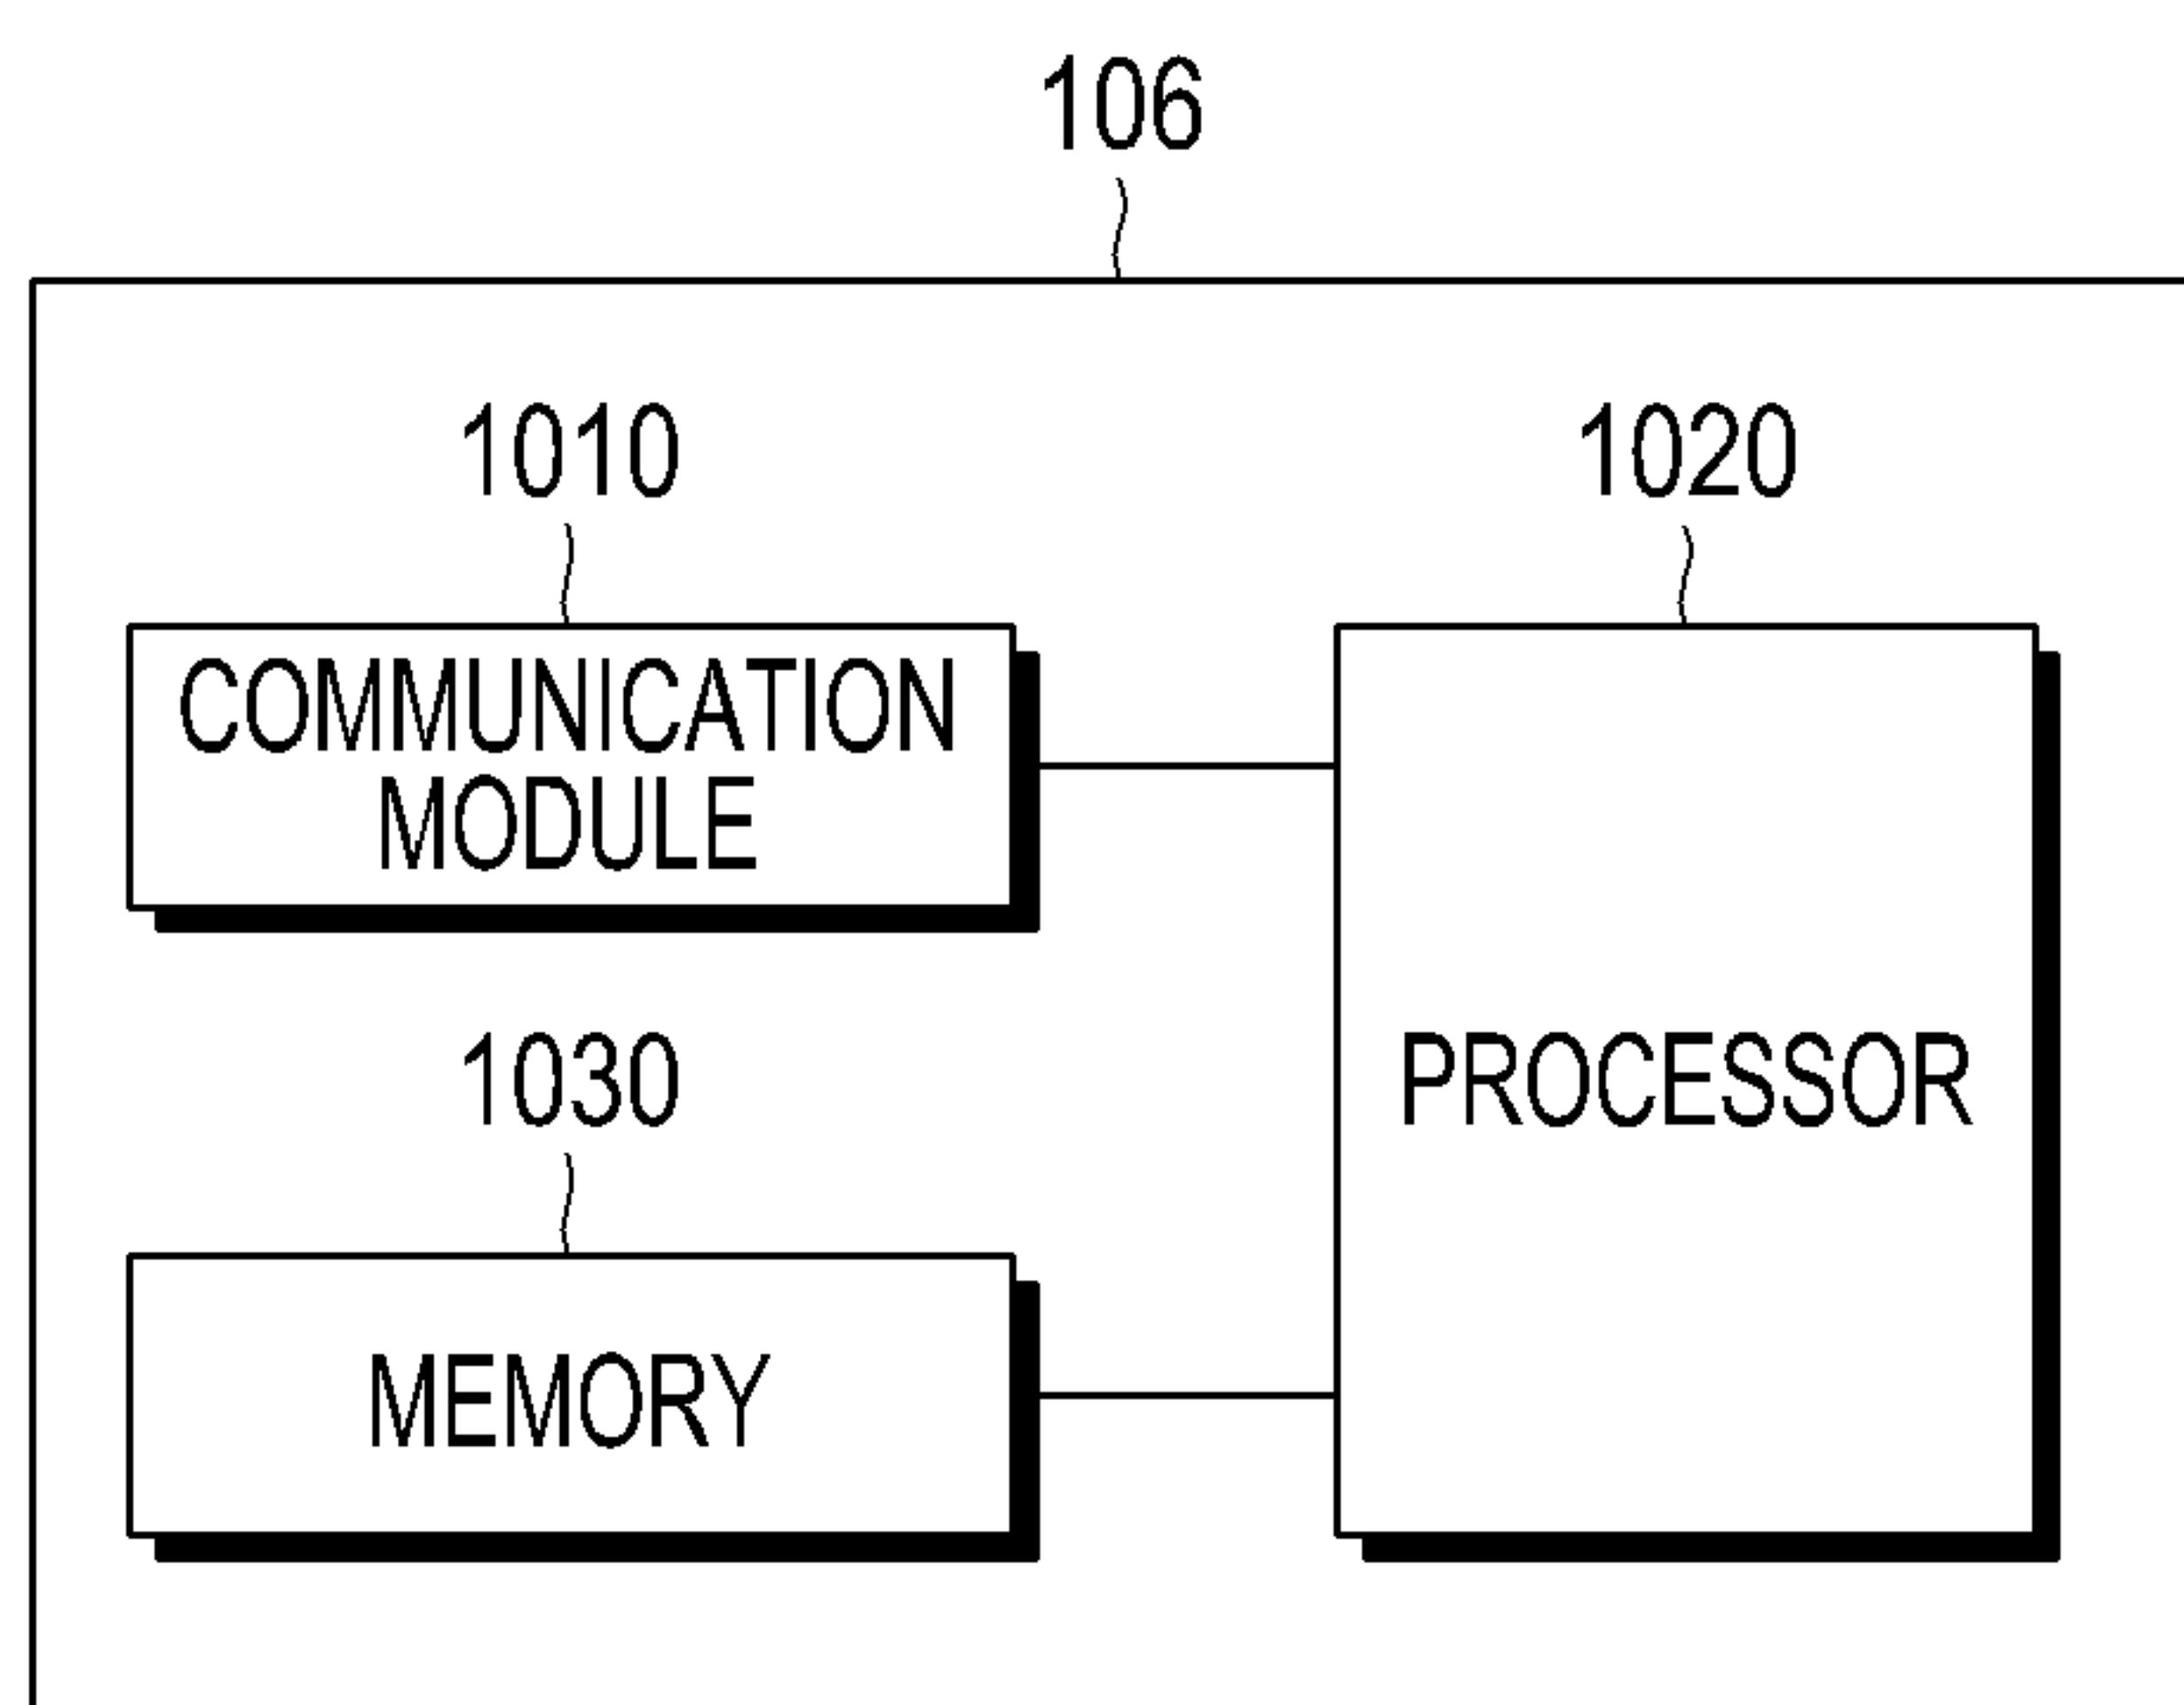 106
1010
1020
COMMUNICATION
MODULE
1030
PROCESSOR
MEMORY